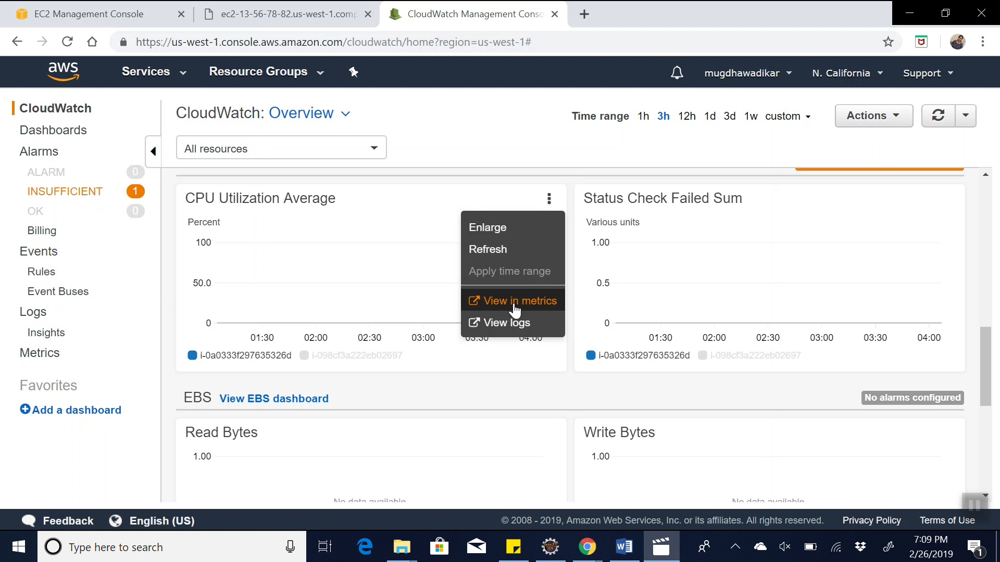 EC2 Management Console
ec2-13-56-78-82.us-west-1.comp
CloudWatch Management Conso
https://us-west-1.console.aws.amazon.com/cloudwatch/home?region=us-west-1#
aws
Services
Resource Groups
mugdhawadikar
N. California
Support
CloudWatch
Dashboards
Alarms
ALARM 0
INSUFFICIENT 1
OK 0
Billing
Events
Rules
Event Buses
Logs
Insights
Metrics
Favorites
Add a dashboard
CloudWatch: Overview
Time range 1h 3h 12h 1d 3d 1w custom
Actions
All resources
CPU Utilization Average
Percent
100
50.0
0
01:30 02:00 02:30 03:00 03:30 04:00
i-0a0333f297635326d i-098cf3a222eb02697
Enlarge
Refresh
Apply time range
View in metrics
View logs
Status Check Failed Sum
Various units
1.00
0.5
0
01:30 02:00 02:30 03:00 03:30 04:00
i-0a0333f297635326d i-098cf3a222eb02697
EBS View EBS dashboard
No alarms configured
Read Bytes
1.00
No data available
Write Bytes
1.00
No data available
Feedback
English (US)
© 2008 - 2019, Amazon Web Services, Inc. or its affiliates. All rights reserved.
Privacy Policy
Terms of Use
Type here to search
Java EE
IDE
7:09 PM
2/26/2019
1